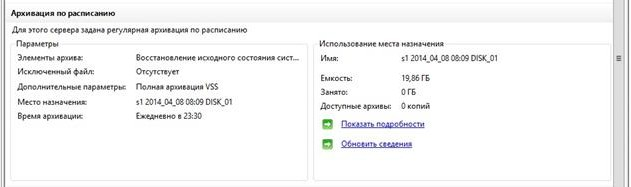 Архивация по расписанию
Для этого сервера задана регулярная архивация по расписанию
Параметры
Элементы архива: Восстановление исходного состояния сист...
Исключенный файл: Отсутствует
Дополнительные параметры: Полная архивация VSS
Место назначения: s1 2014_04_08 08:09 DISK_01
Время архивации: Ежедневно в 23:30
Использование места назначения
Имя: s1 2014_04_08 08:09 DISK_01
Емкость: 19,86 ГБ
Занято: 0 ГБ
Доступные архивы: 0 копий
Показать подробности
Обновить сведения